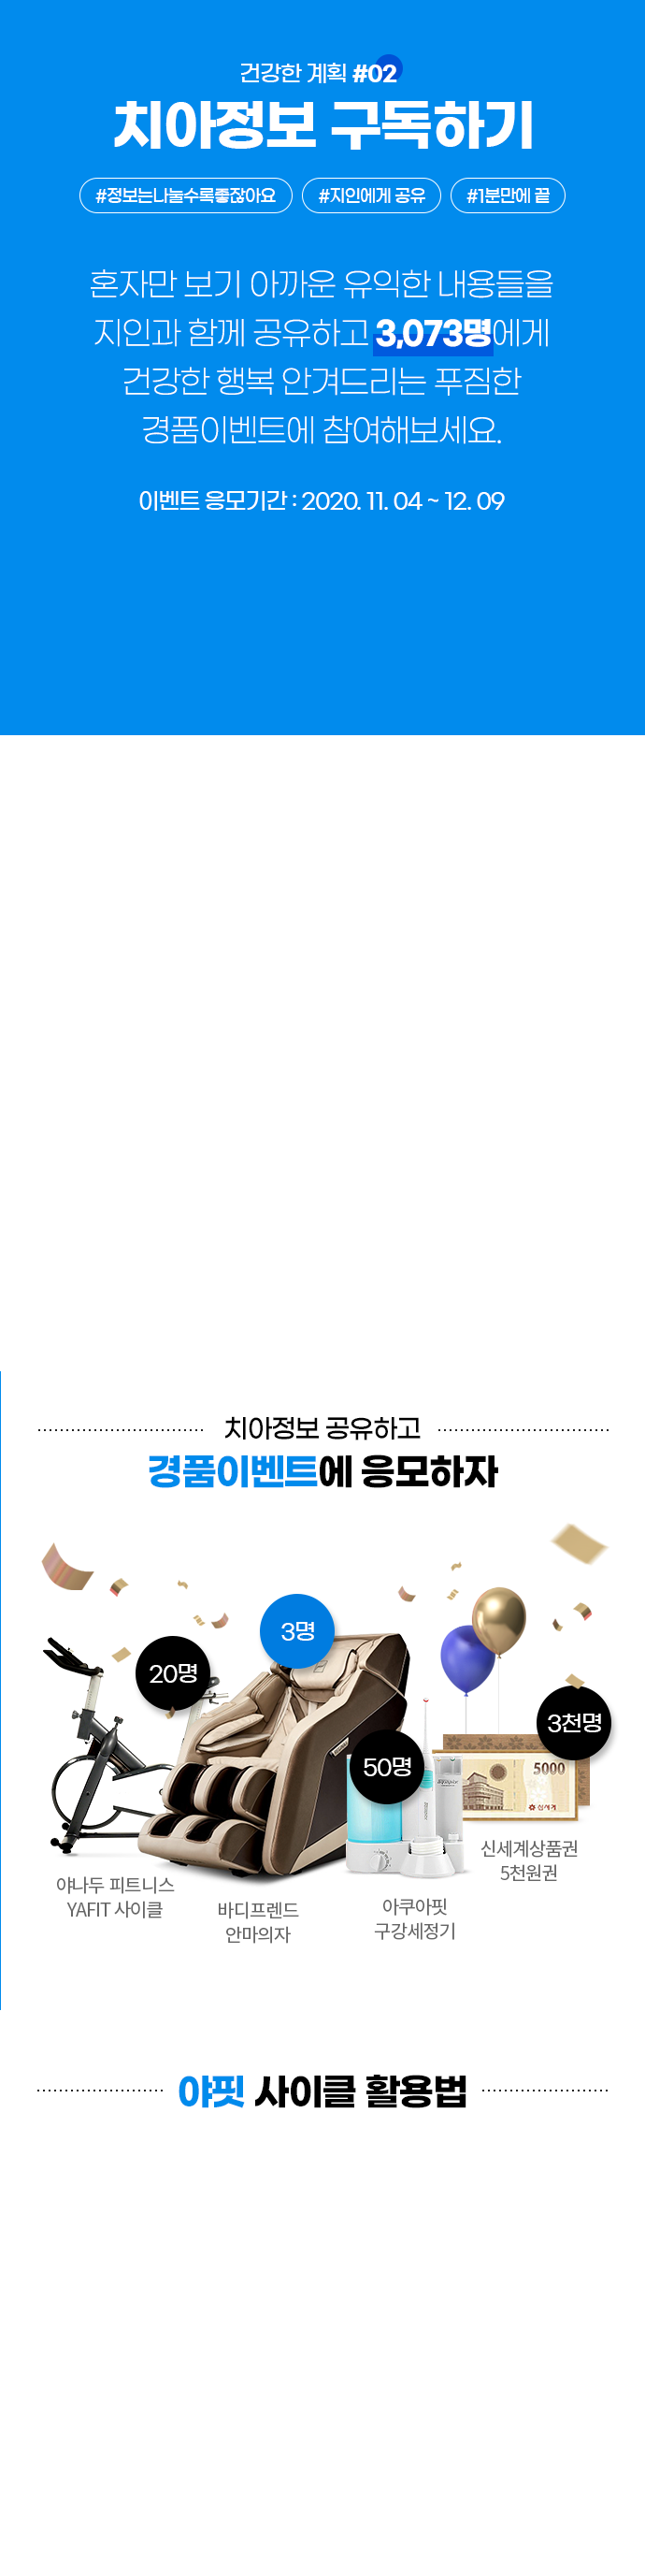 건강한 계획 #02
치아정보 구독하기
#정보는나눌수록좋잖아요 #지인에게 공유 #1분만에 끝
혼자만 보기 아까운 유익한 내용들을
지인과 함께 공유하고 3,073명에게
건강한 행복 안겨드리는 푸짐한
경품이벤트에 참여해보세요.
이벤트 응모기간 : 2020. 11. 04 ~ 12. 09
치아정보 공유하고
경품이벤트에 응모하자
20명
3명
50명
3천명
5000
신세계
야나두 피트니스
YAFIT 사이클
바디프렌드
안마의자
아쿠아핏
구강세정기
신세계상품권
5천원권
야핏 사이클 활용법